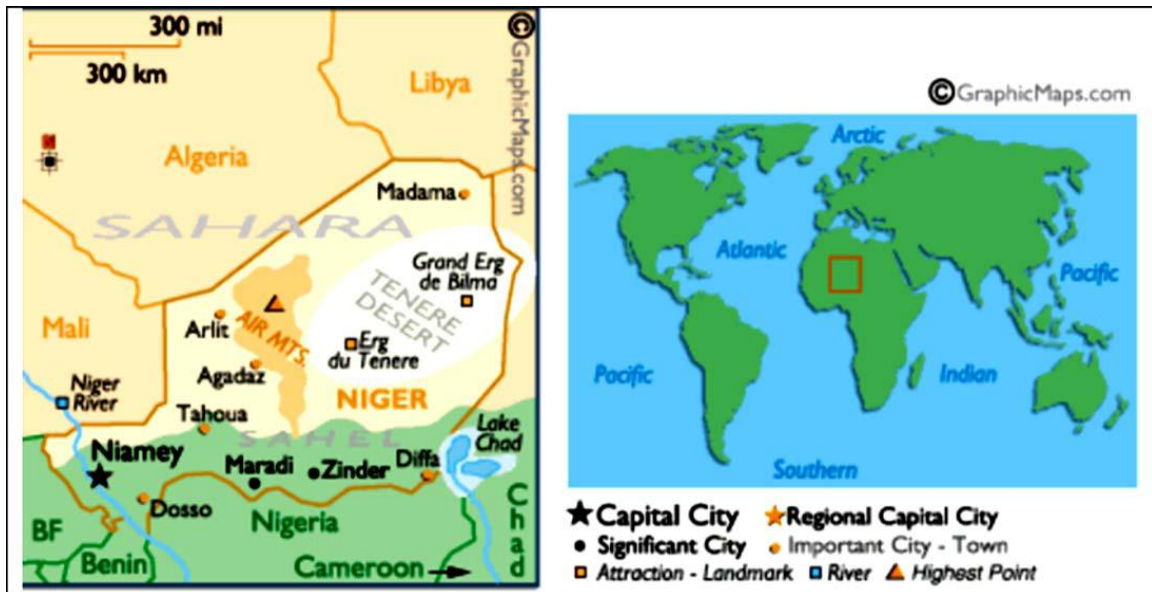 300 mi
300 km
©GraphicMaps.com
Libya
Algeria
Madama
SAHARA
Grand Erg
de Bilma
TENERE
DESERT
Mali
Arlit
AIR MTS.
Erg
du Tenere
Agadaz
Niger
River
NIGER
Tahoua
SAHEL
Lake
Chad
Niamey
Maradi
Zinder
Diffa
Dosso
BF
Nigeria
Chad
Benin
Cameroon
©GraphicMaps.com
Arctic
Atlantic
Pacific
Pacific
Indian
Southern
Capital City
Regional Capital City
Significant City
Important City - Town
Attraction - Landmark
River
Highest Point